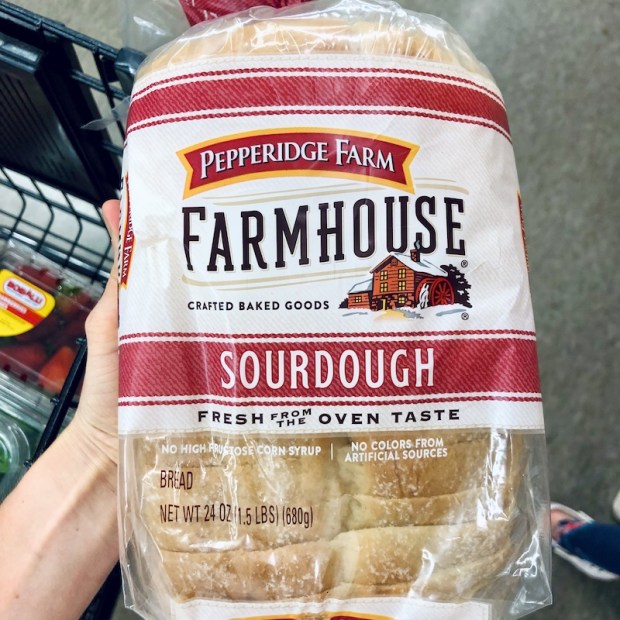 PEPPERIDGE FARM
FARMHOUSE®
CRAFTED BAKED GOODS
®
SOURDOUGH
FRESH FROM THE OVEN TASTE
NO HIGH FRUCTOSE CORN SYRUP | NO COLORS FROM
ARTIFICIAL SOURCES
BREAD
NET WT 24 OZ (1.5 LBS) (680g)